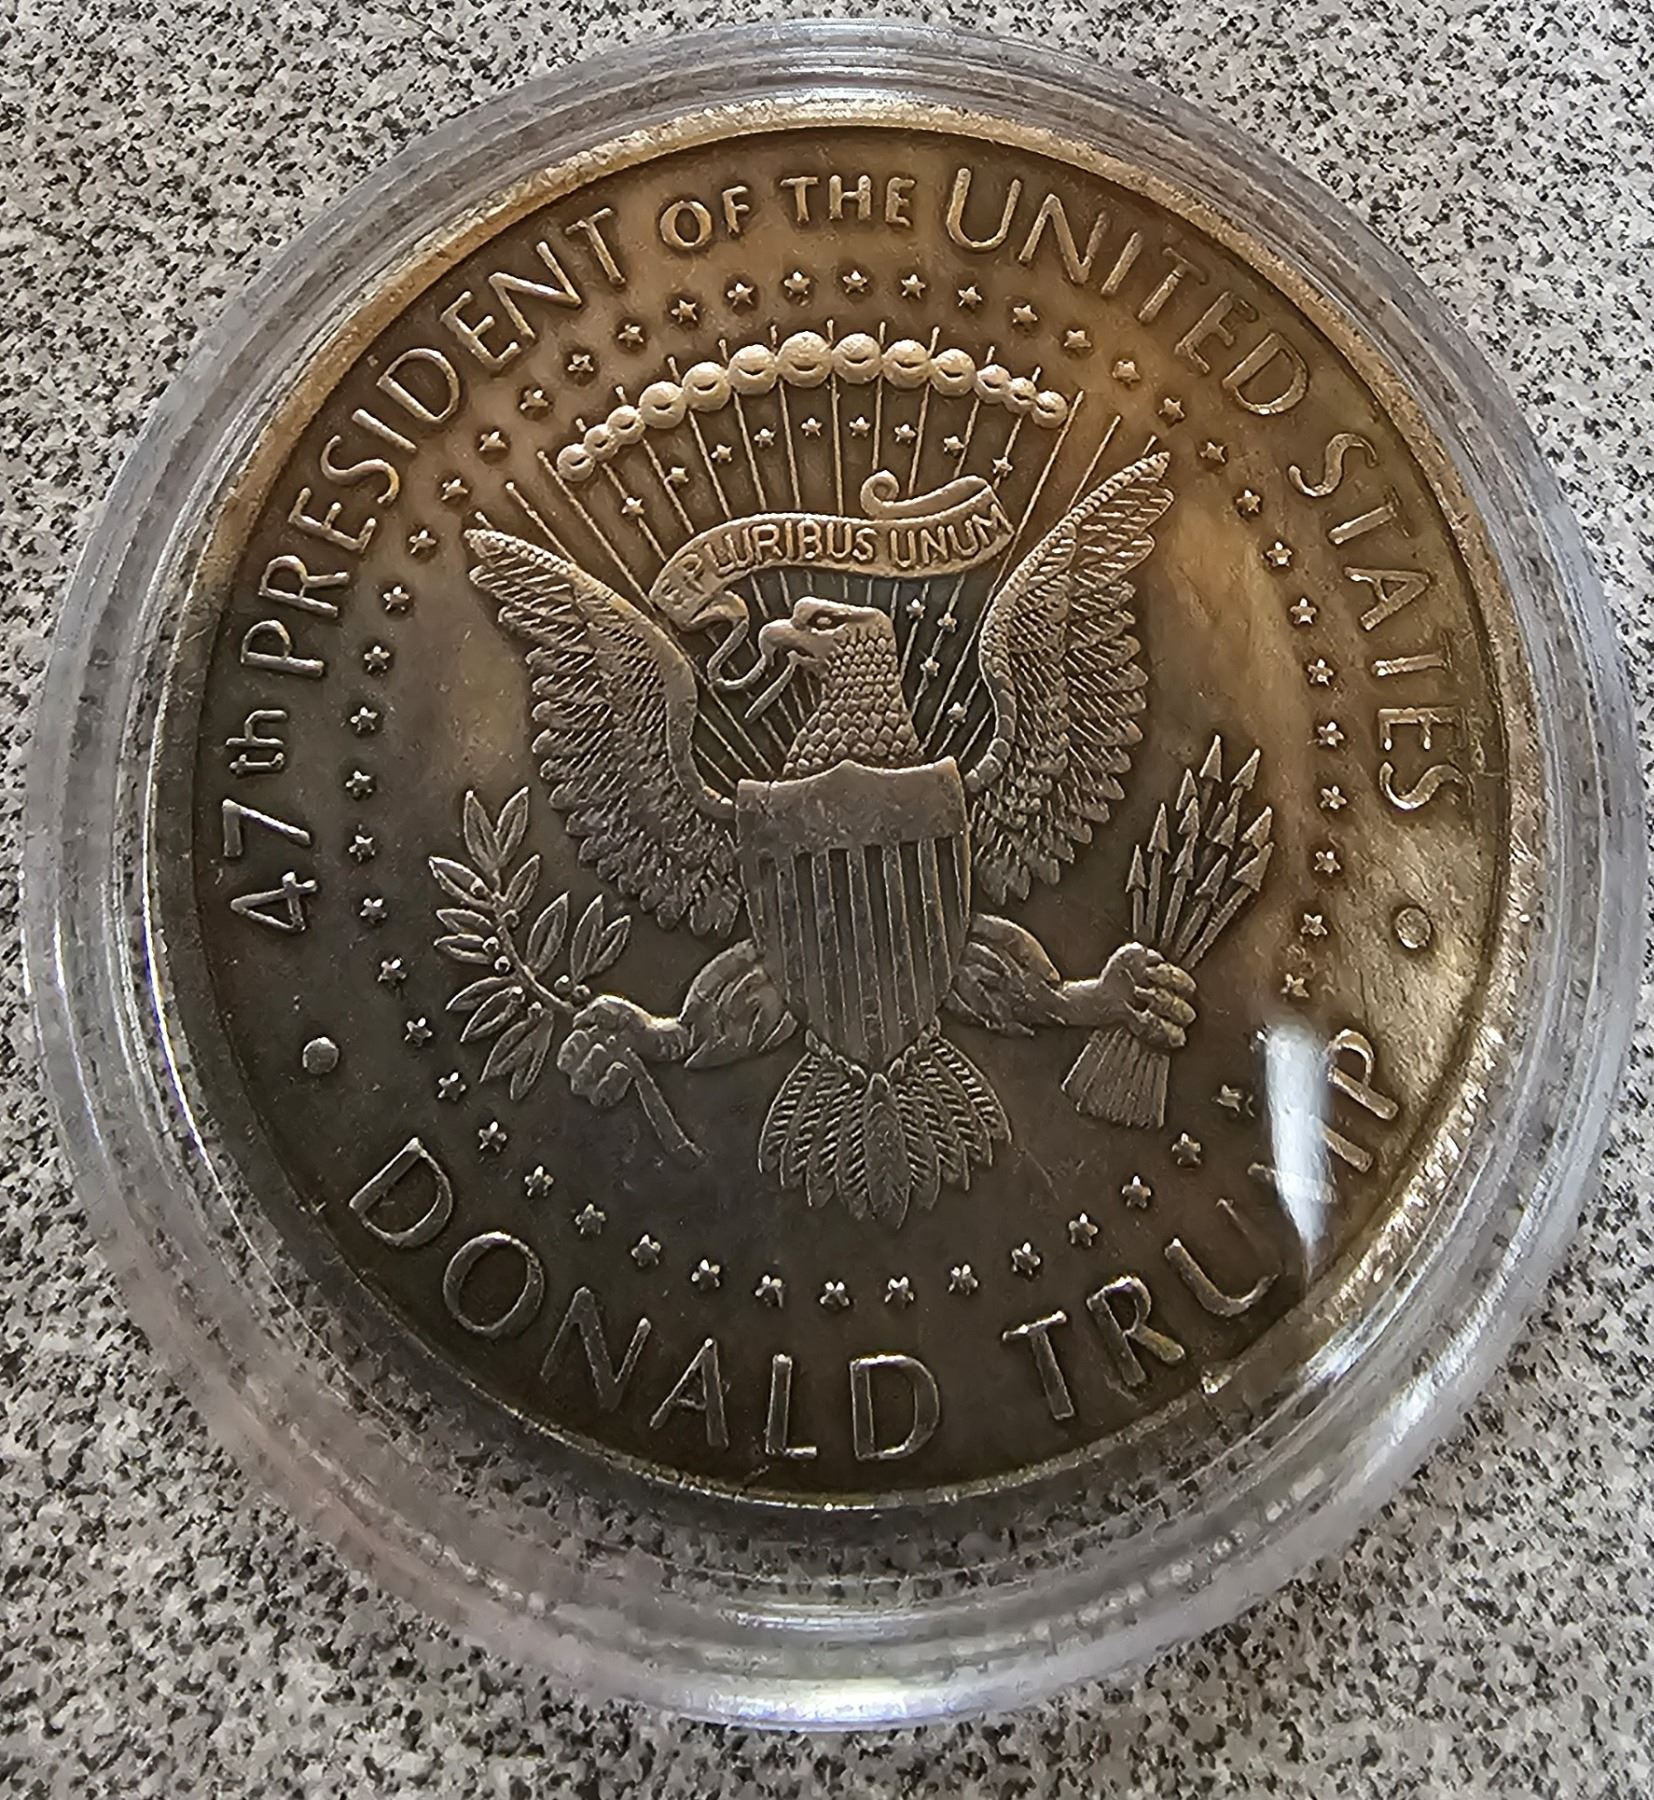 47th PRESIDENT OF THE UNITED STATES
E PLURIBUS UNUM
DONALD TRUMP